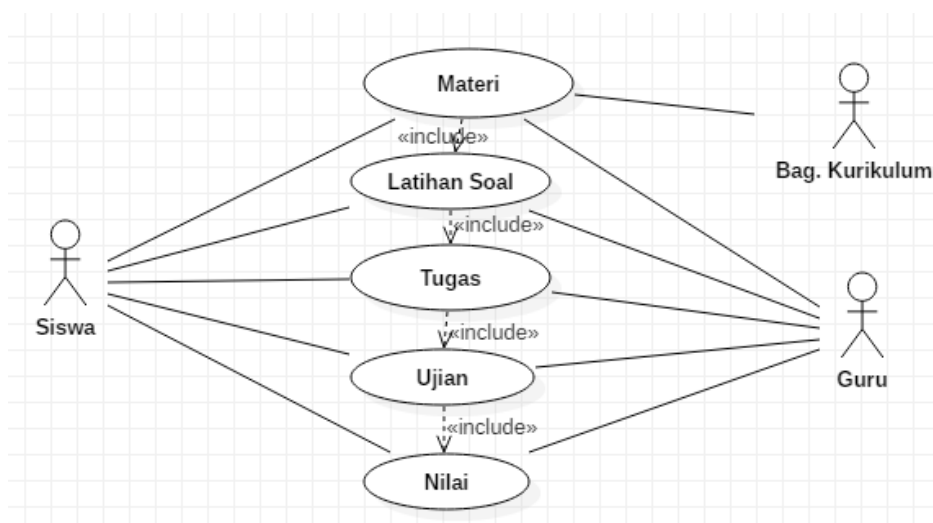 Materi
«include»
Bag. Kurikulum
Latihan Soal
«include»
Tugas
Siswa
«include»
Ujian
Guru
«include»
Nilai